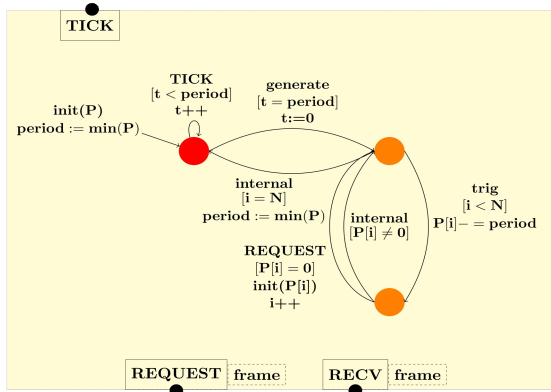 TICK
TICK
[t < period]
t++
generate
[t = period]
t:=0
init(P)
period := min(P)
internal
[i = N]
period := min(P)
trig
[i < N]
P[i]− = period
internal
[P[i] ≠ 0]
REQUEST
[P[i] = 0]
init(P[i])
i++
REQUEST frame
RECV frame